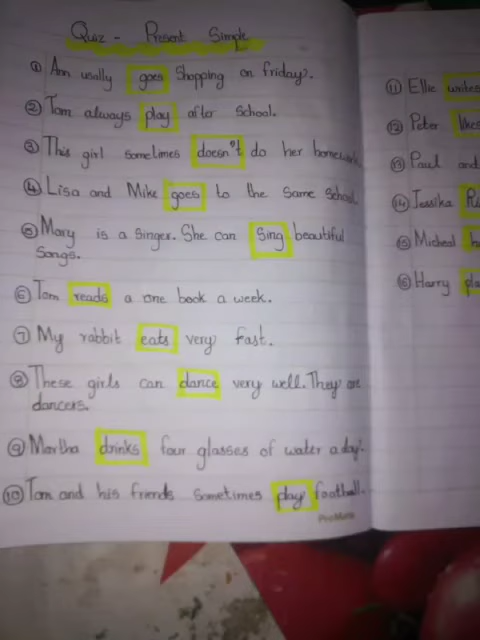 Quiz - Present Simple
① Ann usally goes shopping on friday.
② Tom always play after school.
③ This girl sometimes doesn't do her homework.
④ Lisa and Mike goes to the same school.
⑤ Mary is a singer. She can sing beautiful
songs.
⑥ Tom reads a one book a week.
⑦ My rabbit eats very fast.
⑧ These girls can dance very well. They are
dancers.
⑨ Martha drinks four glasses of water a day.
⑩ Tom and his friends sometimes play football.
ProMate
⑪ Ellie writes
⑫ Peter likes
⑬ Paul and
⑭ Jessika
⑮ Micheal
⑯ Harry